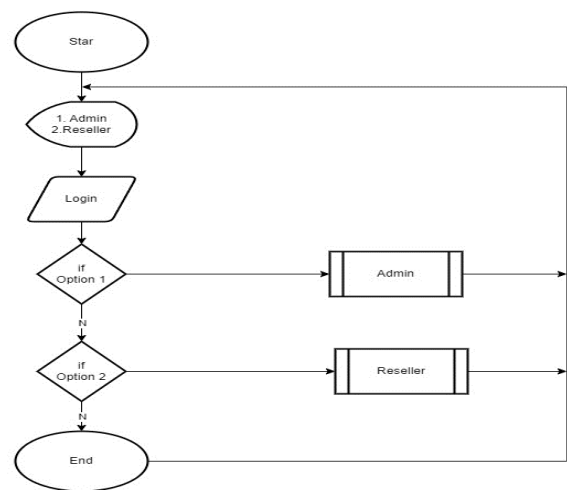 Star
1. Admin
2.Reseller
Login
if
Option 1
Admin
N
if
Option 2
Reseller
N
End